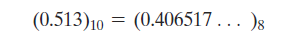 (0.513)₁₀ = (0.406517 . . . )₈